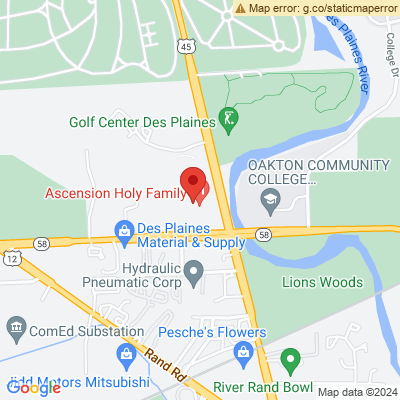 Map error: g.co/staticmaperror
College Dr
Des Plaines River
45
Golf Center Des Plaines
OAKTON COMMUNITY
COLLEGE...
Ascension Holy Family
Des Plaines
Material & Supply
58
58
12
Hydraulic
Pneumatic Corp
Lions Woods
ComEd Substation
Pesche's Flowers
Rand Rd
Motors Mitsubishi
River Rand Bowl
Google
Map data ©2024